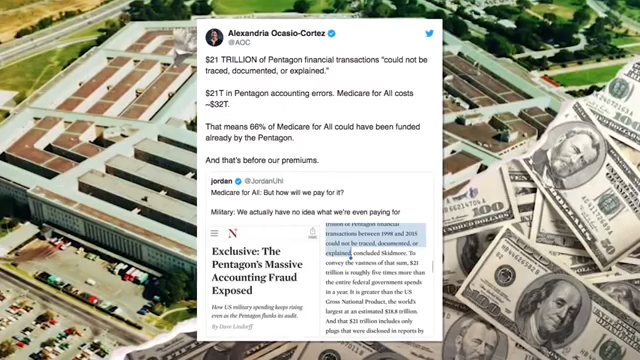 Alexandria Ocasio-Cortez
@AOC
$21 TRILLION of Pentagon financial transactions “could not be
traced, documented, or explained.”
$21T in Pentagon accounting errors. Medicare for All costs
~$32T.
That means 66% of Medicare for All could have been funded
already by the Pentagon.
And that’s before our premiums.
jordan @JordanUhl
Medicare for All: But how will we pay for it?
Military: We actually have no idea what we’re even paying for
N
Exclusive: The
Pentagon’s Massive
Accounting Fraud
Exposed
How US military spending keeps rising
even as the Pentagon flunks its audit.
By Dave Lindorff
trillion of Pentagon financial
transactions between 1998 and 2015
could not be traced, documented, or
explained, concluded Skidmore. To
convey the vastness of that sum, $21
trillion is roughly five times more than
the entire federal government spends
in a year. It is greater than the US
Gross National Product, the world’s
largest at an estimated $18.8 trillion.
And that $21 trillion includes only
plugs that were disclosed in reports by